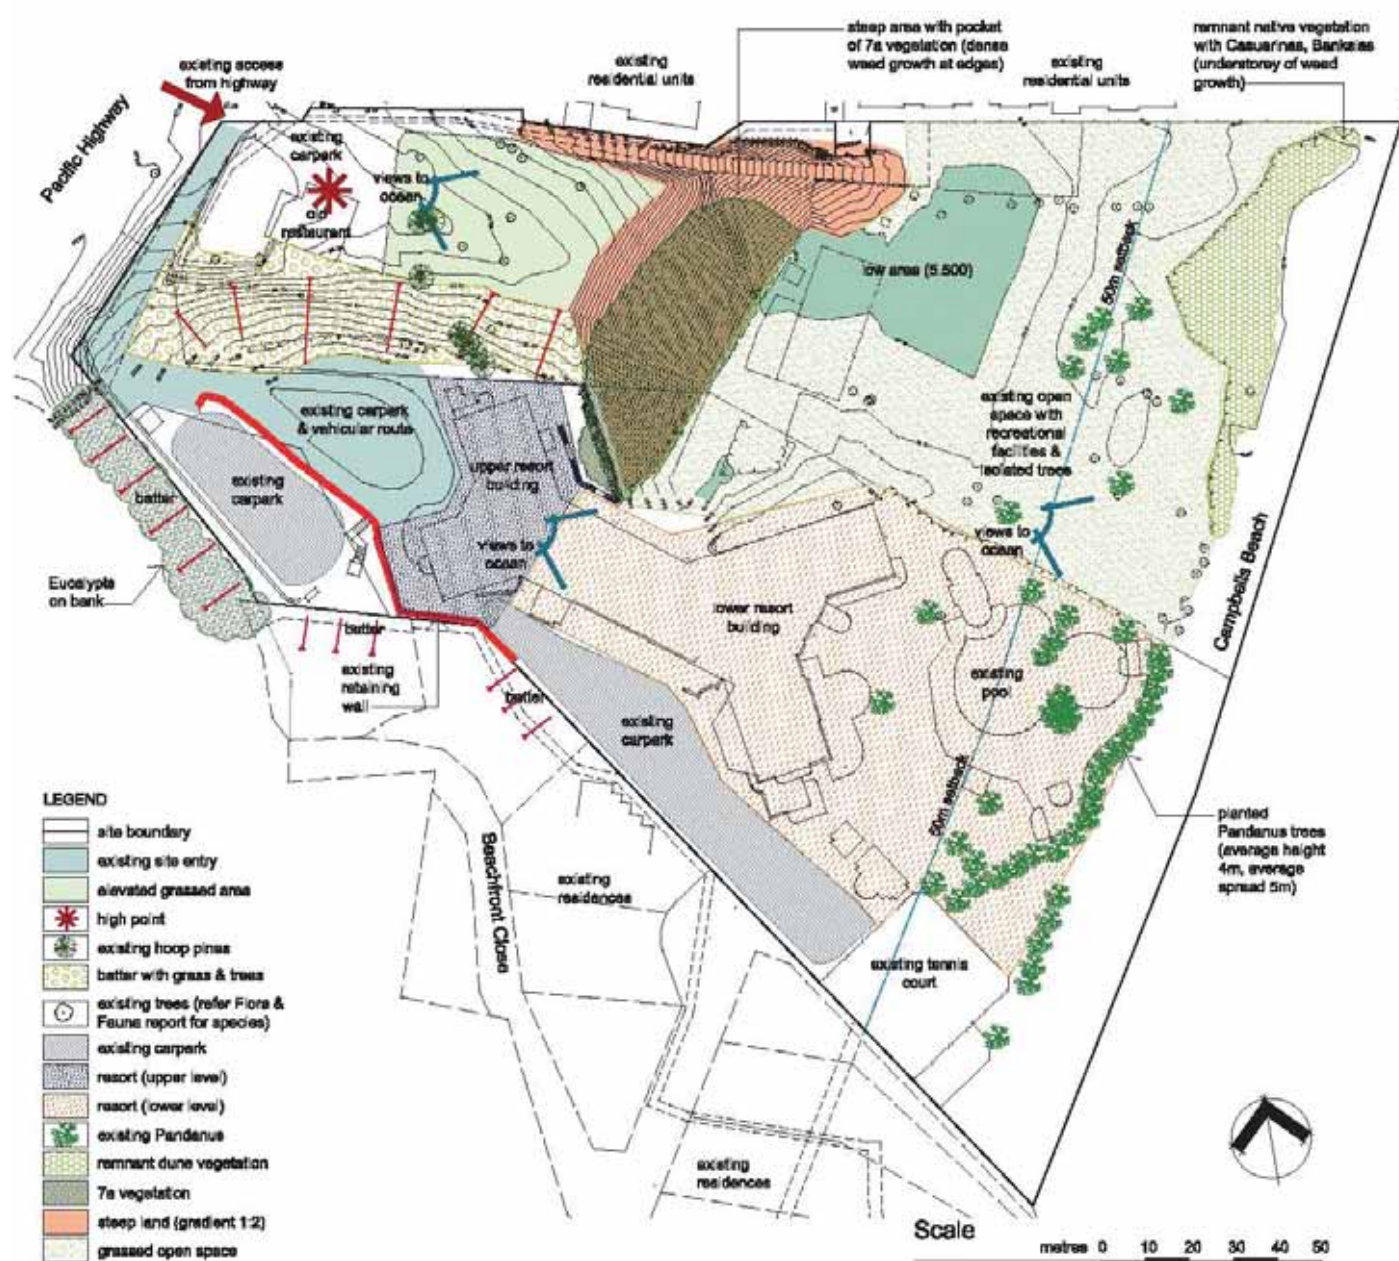 steep area with pocket
of 7a vegetation (dense
weed growth at edges)
remnant native vegetation
with Casuarinas, Banksias
(understorey of weed
growth)
existing access
from highway
existing
residential units
existing
residential units
Pacific Highway
existing
carpark
views to
ocean
old
restaurant
low area (5.500)
50m setback
existing open
space with
recreational
facilities &
isolated trees
existing carpark
& vehicular route
upper resort
building
existing
carpark
batter
views to
ocean
views to
ocean
Campbells Beach
Eucalypts
on bank
lower resort
building
batter
existing
retaining
wall
existing
pool
batter
existing
carpark
50m setback
planted
Pandanus trees
(average height
4m, average
spread 5m)
Beachfront Close
existing
residences
existing tennis
court
existing
residences
LEGEND
site boundary
existing site entry
elevated grassed area
high point
existing hoop pines
batter with grass & trees
existing trees (refer Flora &
Fauna report for species)
existing carpark
resort (upper level)
resort (lower level)
existing Pandanus
remnant dune vegetation
7a vegetation
steep land (gradient 1:2)
grassed open space
Scale
metres 0 10 20 30 40 50